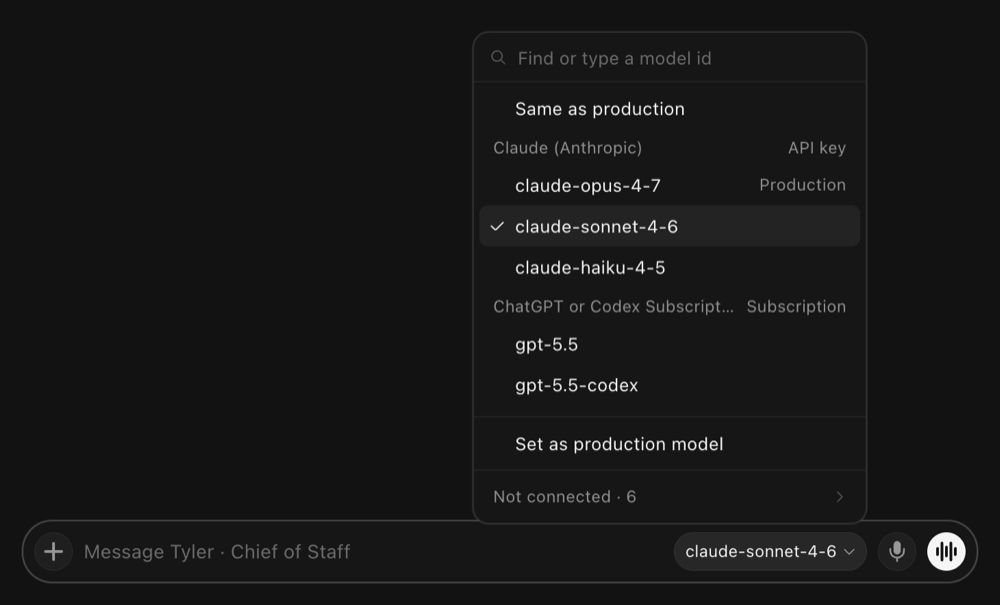 Find or type a model id
Same as production
Claude (Anthropic) API key
claude-opus-4-7 Production
claude-sonnet-4-6
claude-haiku-4-5
ChatGPT or Codex Subscript... Subscription
gpt-5.5
gpt-5.5-codex
Set as production model
Not connected · 6
Message Tyler · Chief of Staff claude-sonnet-4-6